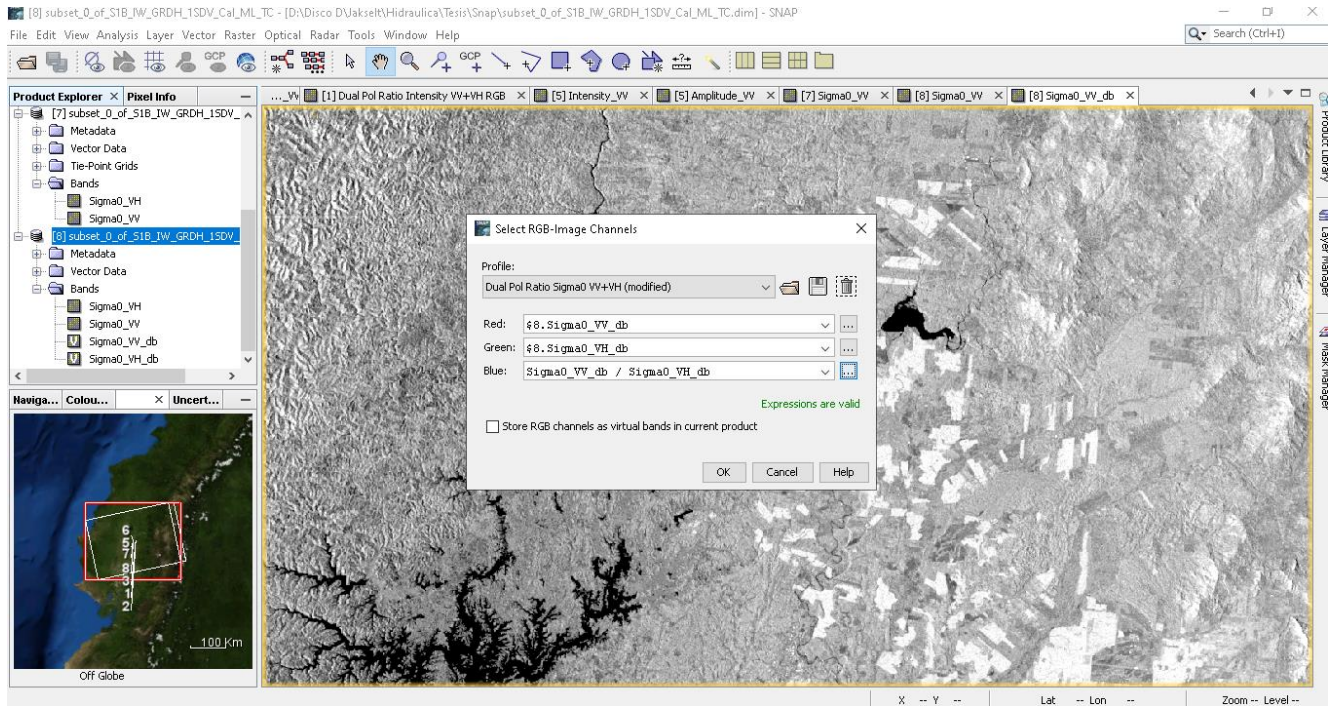 [8] subset_0_of_S1B_IW_GRDH_1SDV_Cal_ML_TC - [D:\Disco D\Jakselt\Hidraulica\Tesis\Snap\subset_0_of_S1B_IW_GRDH_1SDV_Cal_ML_TC.dim] - SNAP
File Edit View Analysis Layer Vector Raster Optical Radar Tools Window Help
Search (Ctrl+I)
GCP GCP
Product Explorer Pixel Info
..._VV [1] Dual Pol Ratio Intensity VV+VH RGB [5] Intensity_VV [5] Amplitude_VV [7] Sigma0_VV [8] Sigma0_VV [8] Sigma0_VV_db
[7] subset_0_of_S1B_IW_GRDH_1SDV_
Metadata
Vector Data
Tie-Point Grids
Bands
Sigma0_VH
Sigma0_VV
[8] subset_0_of_S1B_IW_GRDH_1SDV_
Metadata
Vector Data
Bands
Sigma0_VH
Sigma0_VV
Sigma0_VV_db
Sigma0_VH_db
Naviga... Colou... Uncert...
6
5
7
8
3
1
2
100 Km
Off Globe
Select RGB-Image Channels
Profile:
Dual Pol Ratio Sigma0 VV+VH (modified)
Red: $8.Sigma0_VV_db ...
Green: $8.Sigma0_VH_db ...
Blue: Sigma0_VV_db / Sigma0_VH_db ...
Expressions are valid
Store RGB channels as virtual bands in current product
OK Cancel Help
Product Library
Layer Manager
Mask Manager
X -- Y -- Lat -- Lon -- Zoom -- Level --